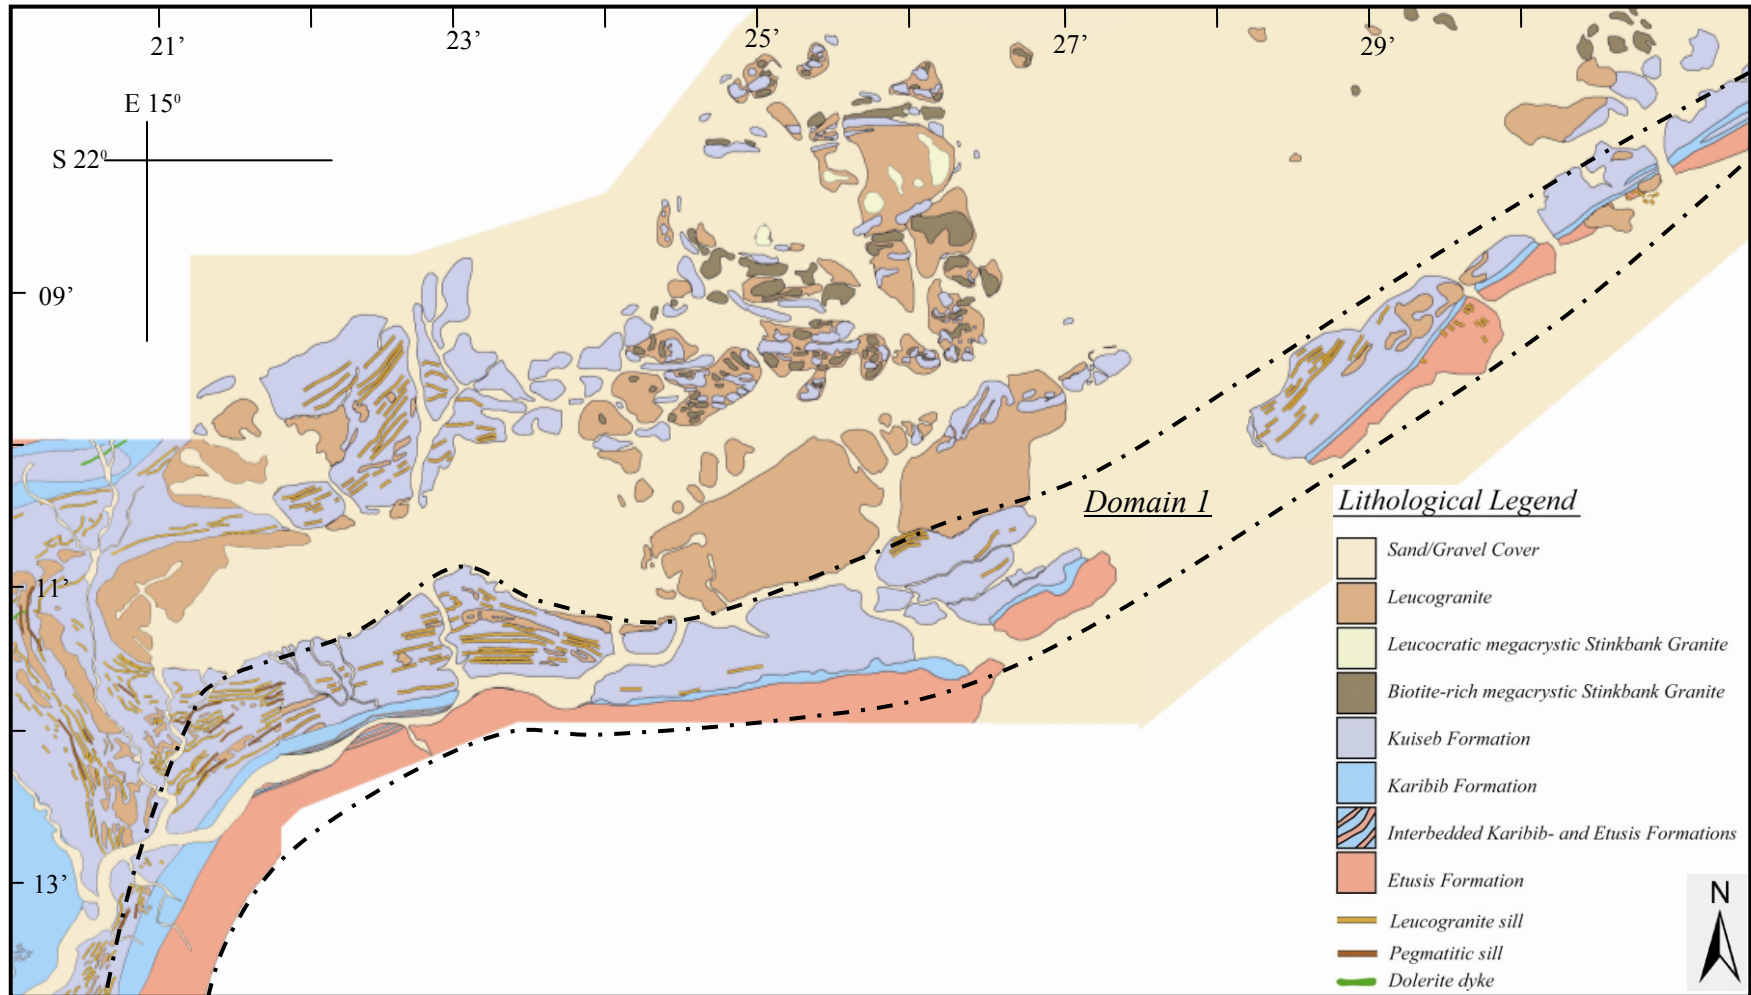 21’ 23’ 25’ 27’ 29’
E 15⁰
S 22⁰
09’
11’
13’
Domain 1
Lithological Legend
Sand/Gravel Cover
Leucogranite
Leucocratic megacrystic Stinkbank Granite
Biotite-rich megacrystic Stinkbank Granite
Kuiseb Formation
Karibib Formation
Interbedded Karibib- and Etusis Formations
Etusis Formation
Leucogranite sill
Pegmatitic sill
Dolerite dyke
N